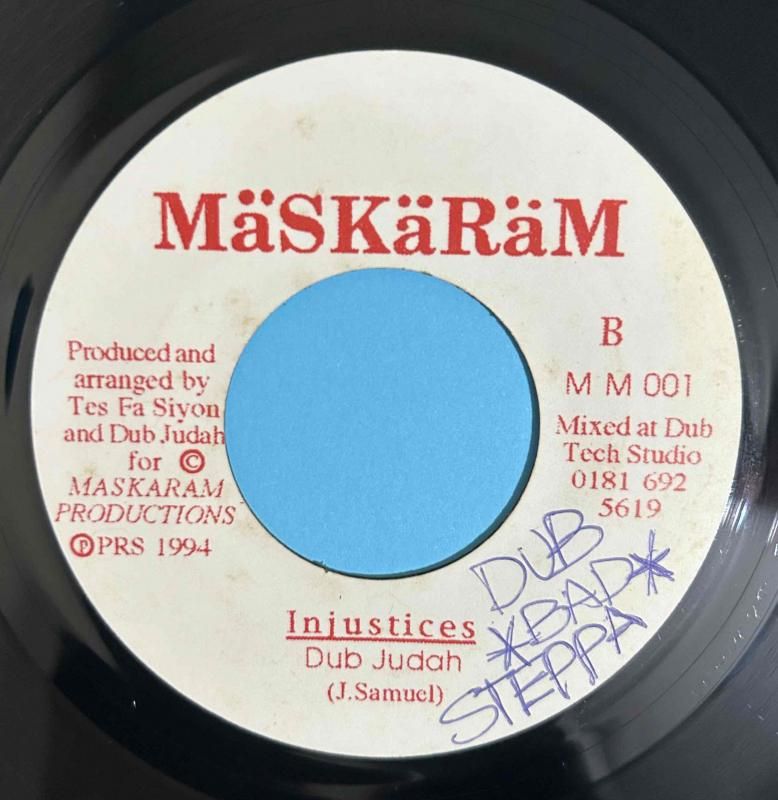 MäSKäRäM
Produced and
arranged by
Tes Fa Siyon
and Dub Judah
for ©
MASKARAM
PRODUCTIONS
℗PRS 1994
B
M M 001
Mixed at Dub
Tech Studio
0181 692
5619
Injustices
Dub Judah
(J.Samuel)
DUB
*BAD*
STEPPA